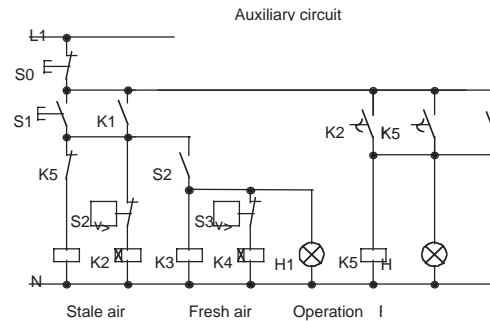 Auxiliary circuit
L1
S0
S1
K1
K2
K5
K5
S2
S2
v>
S3
v>
K2
K3
K4
H1
K5
H
N
Stale air
Fresh air
Operation